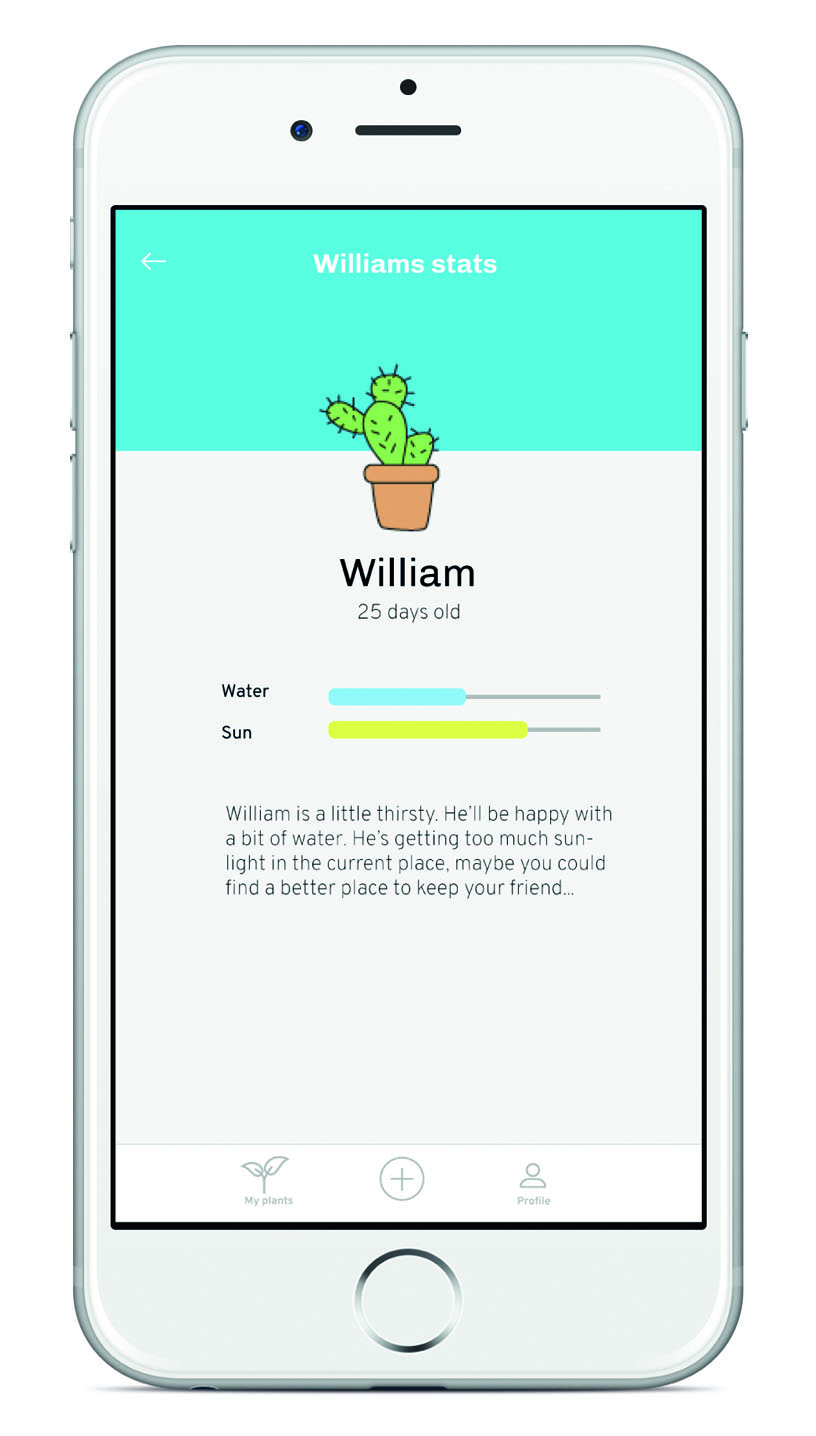 Williams stats
William
25 days old
Water
Sun
William is a little thirsty. He'll be happy with
a bit of water. He's getting too much sun-
light in the current place, maybe you could
find a better place to keep your friend...
My plants
Profile